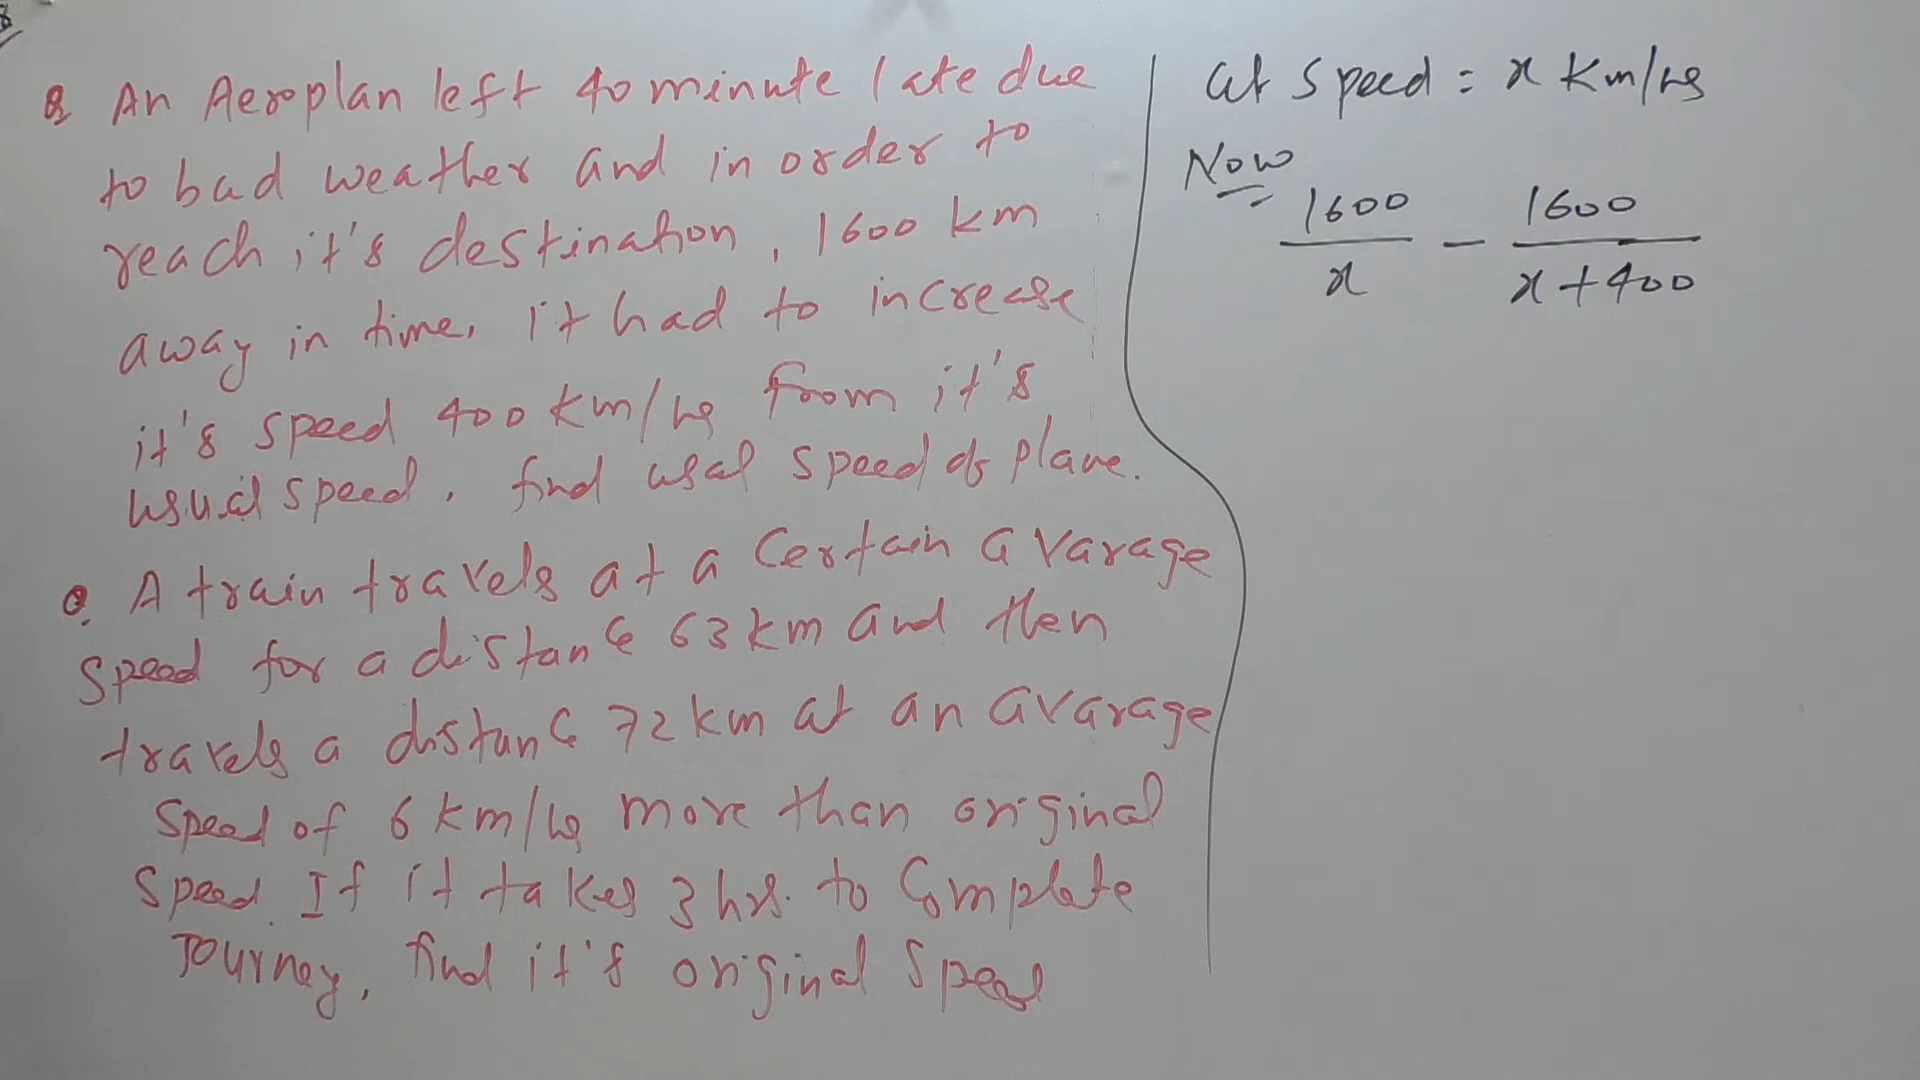 8
Q An Aeroplan left 40 minute late due
to bad weather and in order to
reach it's destination, 1600 km
away in time, it had to increase
it's speed 400 km/hs from it's
usual speed, find usal speed of plane.
Q. A train travels at a certain avarage
speed for a distance 63 km and then
travels a distance 72 km at an avarage
speed of 6 km/hs more than original
speed. If it takes 3 hrs. to complete
Journey, find it's original speed
at speed = x km/hs
Now
1600/x - 1600/x+400